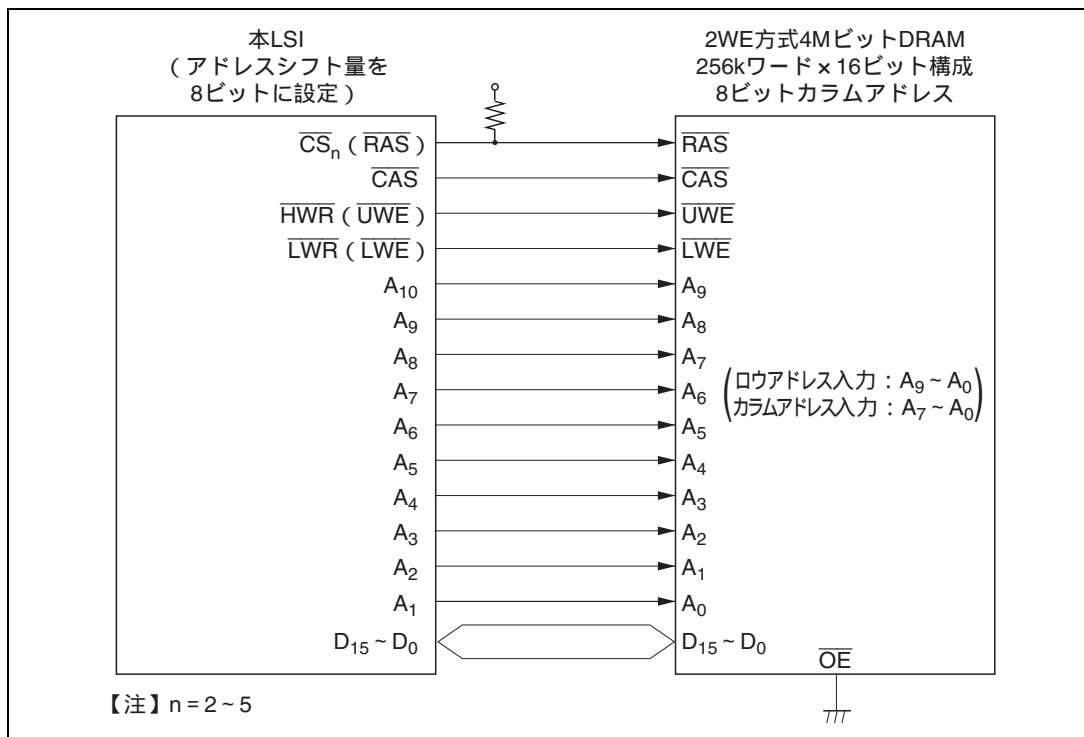 本LSI
(アドレスシフト量を
8ビットに設定)
2WE方式4MビットDRAM
256kワード×16ビット構成
8ビットカラムアドレス
CSn (RAS)
RAS
CAS
CAS
HWR (UWE)
UWE
LWR (LWE)
LWE
A10
A9
A9
A8
A8
A7
A7
A6
(ロウアドレス入力:A9~A0
カラムアドレス入力:A7~A0)
A6
A5
A5
A4
A4
A3
A3
A2
A2
A1
A1
A0
D15~D0
D15~D0
OE
【注】n = 2~5